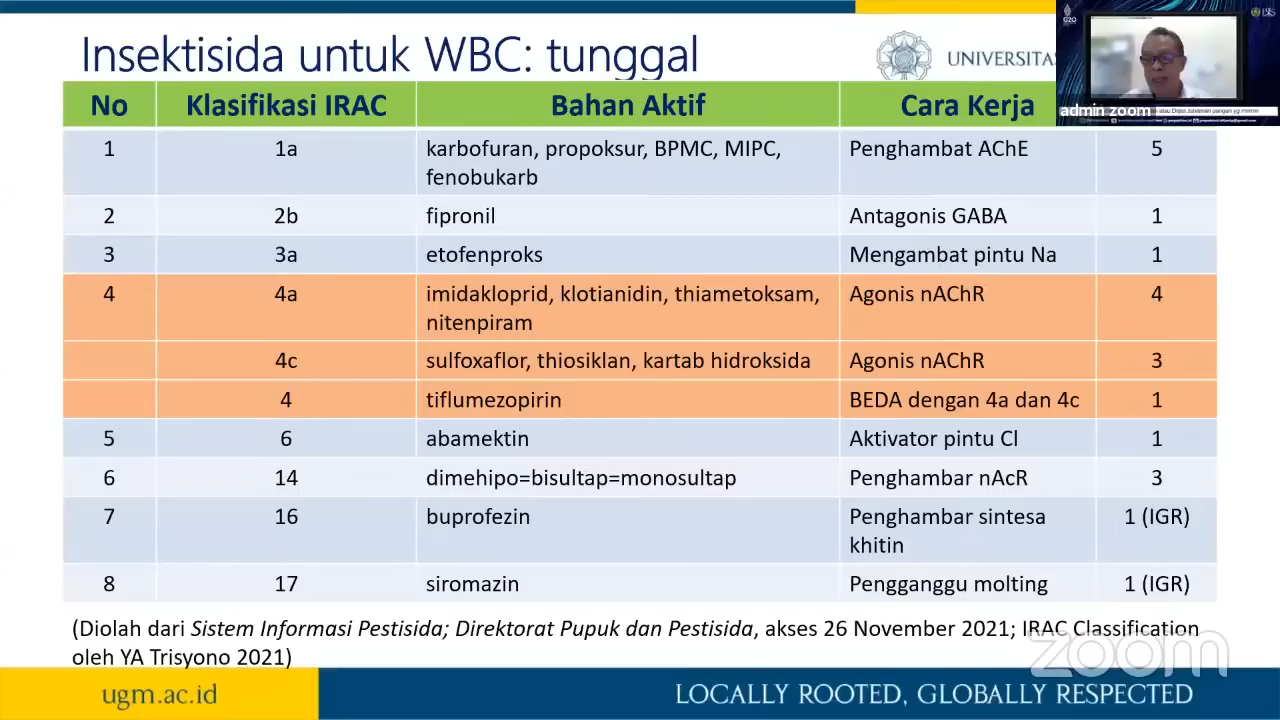 Insektisida untuk WBC: tunggal
UNIVERSITAS
G20
admin zoom
No Klasifikasi IRAC Bahan Aktif Cara Kerja
1 1a karbofuran, propoksur, BPMC, MIPC, Penghambat AChE 5
fenobukarb
2 2b fipronil Antagonis GABA 1
3 3a etofenproks Mengambat pintu Na 1
4 4a imidakloprid, klotianidin, thiametoksam, Agonis nAChR 4
nitenpiram
4c sulfoxaflor, thiosiklan, kartab hidroksida Agonis nAChR 3
4 tiflumezopirin BEDA dengan 4a dan 4c 1
5 6 abamektin Aktivator pintu Cl 1
6 14 dimehipo=bisultap=monosultap Penghambar nAcR 3
7 16 buprofezin Penghambar sintesa 1 (IGR)
khitin
8 17 siromazin Pengganggu molting 1 (IGR)
(Diolah dari Sistem Informasi Pestisida; Direktorat Pupuk dan Pestisida, akses 26 November 2021; IRAC Classification
oleh YA Trisyono 2021)
zoom
ugm.ac.id
LOCALLY ROOTED, GLOBALLY RESPECTED